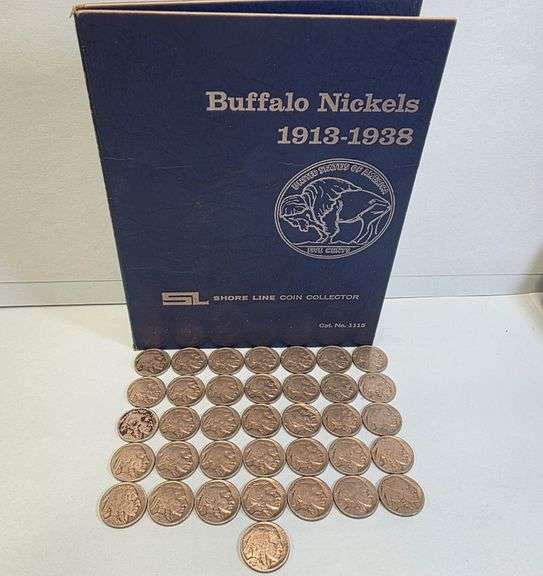 Buffalo Nickels
1913-1938
UNITED STATES OF AMERICA
FIVE CENTS
SL SHORE LINE COIN COLLECTOR
Cat. No. 1115